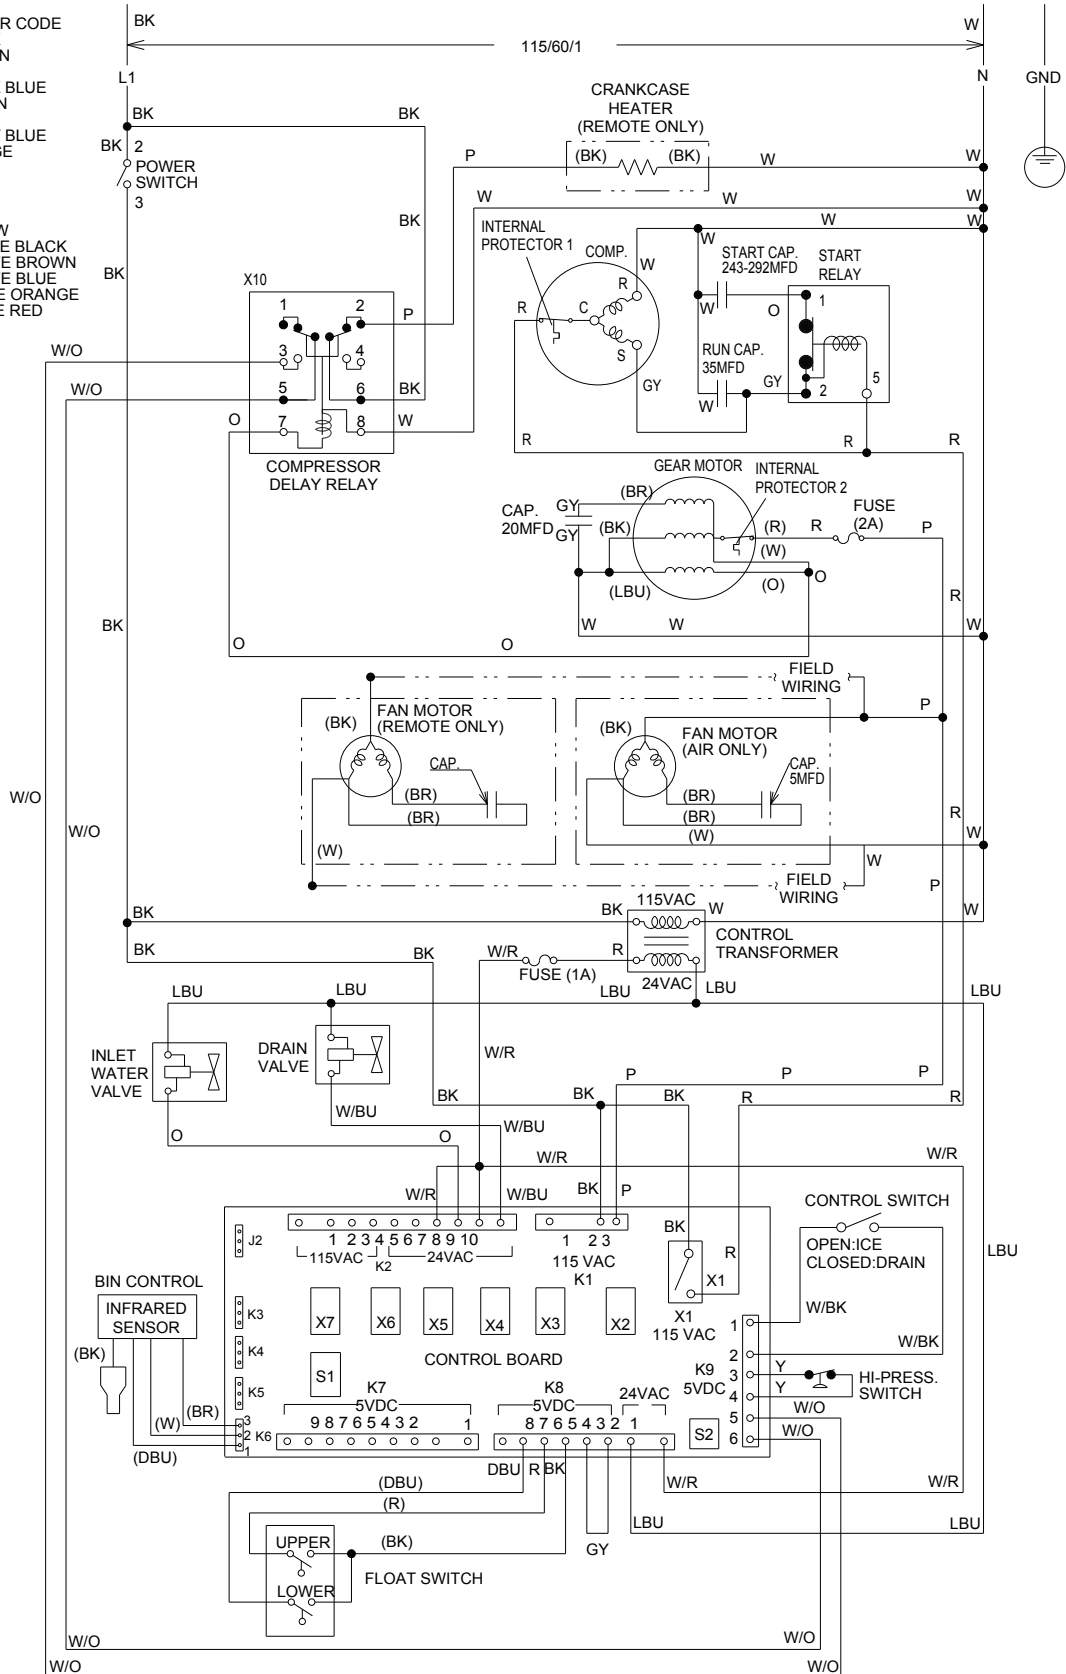 R CODE
N
BLUE
N
BLUE
GE
W
E BLACK
E BROWN
E BLUE
E ORANGE
E RED
BK
W
115/60/1
L1
N
GND
BK
BK
BK 2
POWER
SWITCH
3
CRANKCASE
HEATER
(REMOTE ONLY)
P
(BK)
(BK)
W
W
BK
W
W
W
INTERNAL
PROTECTOR 1
COMP.
W
W
W
W
START CAP.
243-292MFD
START
RELAY
BK
X10
1
2
P
R
C
R
S
W
O
1
3
4
W/O
RUN CAP.
35MFD
5
6
BK
W/O
GY
W
GY
2
5
O
7
8
W
R
R
R
COMPRESSOR
DELAY RELAY
GEAR MOTOR
INTERNAL
PROTECTOR 2
(BR)
CAP.
20MFD
GY
GY
(BK)
(R)
R
FUSE
(2A)
P
(W)
(LBU)
(O)
O
R
BK
W
W
W
O
O
FIELD
WIRING
P
FAN MOTOR
(REMOTE ONLY)
(BK)
CAP.
(BR)
(BR)
(W)
(BK)
FAN MOTOR
(AIR ONLY)
CAP.
5MFD
(BR)
(BR)
(W)
W/O
W/O
R
W
W
P
FIELD
WIRING
BK
BK
115VAC
W
W
CONTROL
TRANSFORMER
BK
BK
W/R
R
FUSE (1A)
24VAC
LBU
LBU
LBU
LBU
LBU
INLET
WATER
VALVE
DRAIN
VALVE
W/R
P
P
P
BK
BK
BK
R
R
W/BU
W/BU
O
O
W/R
W/R
W/R
W/BU
BK
P
CONTROL SWITCH
OPEN:ICE
CLOSED:DRAIN
LBU
J2
1 2 3 4 5 6 7 8 9 10
115VAC
K2
24VAC
1 2 3
115 VAC
K1
BK
R
X1
X1
115 VAC
W/BK
W/BK
BIN CONTROL
INFRARED
SENSOR
K3
K4
K5
X7
X6
X5
X4
X3
X2
S1
CONTROL BOARD
K9
5VDC
1
2
3
4
5
6
Y
Y
HI-PRESS.
SWITCH
W/O
W/O
(BK)
(BR)
(W)
(DBU)
3
2
1
K6
K7
5VDC
9 8 7 6 5 4 3 2 1
K8
5VDC
24VAC
8 7 6 5 4 3 2 1
S2
DBU
R
BK
W/R
W/R
(DBU)
(R)
LBU
LBU
GY
UPPER
(BK)
FLOAT SWITCH
LOWER
W/O
W/O
W/O
W/O